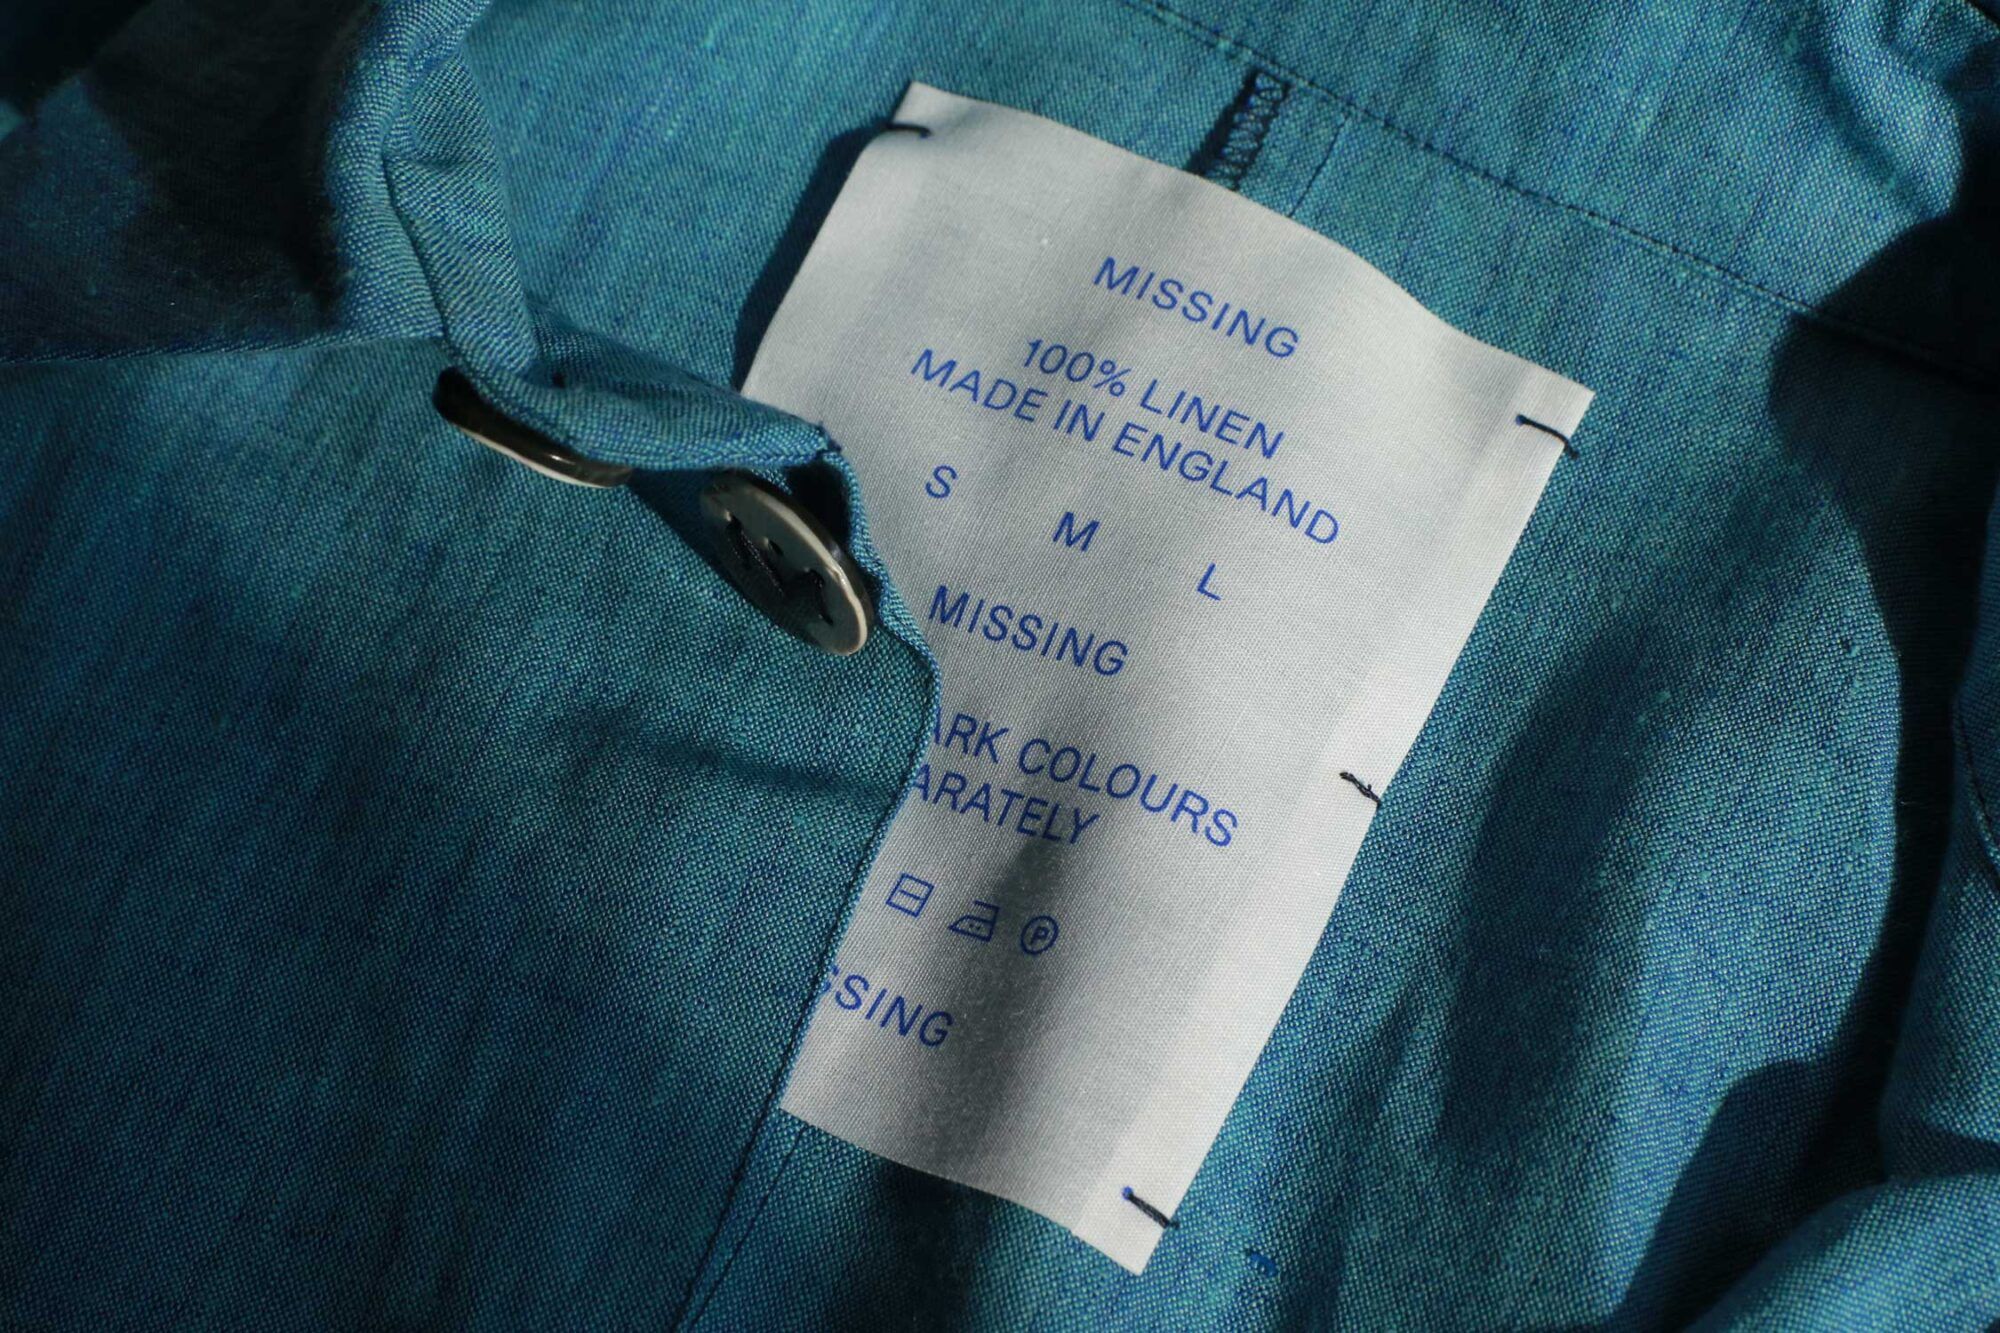 MISSING
100% LINEN
MADE IN ENGLAND
S M L
MISSING
ARK COLOURS
ARATELY
P
SSING